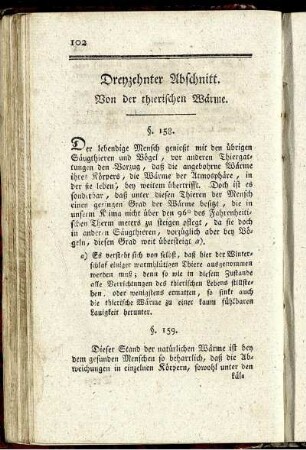 102
Dreyzehnter Abschnitt.
Von der thierischen Wärme.
§. 158.
Der lebendige Mensch genießt mit den übrigen
Säugthieren und Vögel, vor anderen Thiergat-
tungen den Vorzug, daß die angebohrne Wärme
ihres Körpers, die Wärme der Atmosphäre, in
der sie leben, bey weitem übertrifft. Doch ist es
sonderbar, daß unter diesen Thieren der Mensch
einen geringen Grad der Wärme besitzt, die in
unserm Klima nicht über den 96° des Fahrenheiti-
schen Therm meters zu steigen pflegt, da sie doch
in anderen Säugthieren, vorzüglich aber bey Vö-
geln, diesen Grad weit übersteigt a).
a) Es versteht sich von selbst, daß hier der Winter-
schlaf einiger warmblütigen Thiere ausgenommen
werden muß; denn so wie in diesem Zustande
alle Verrichtungen des thierischen Lebens stillste-
hen, oder wenigstens ermatten, so sinkt auch
die thierische Wärme zu einer kaum fühlbaren
Lauigkeit herunter.
§. 159.
Dieser Stand der natürlichen Wärme ist bey
dem gesunden Menschen so beharrlich, daß die Ab-
weichungen in einzelnen Körpern, sowohl unter den
käl-